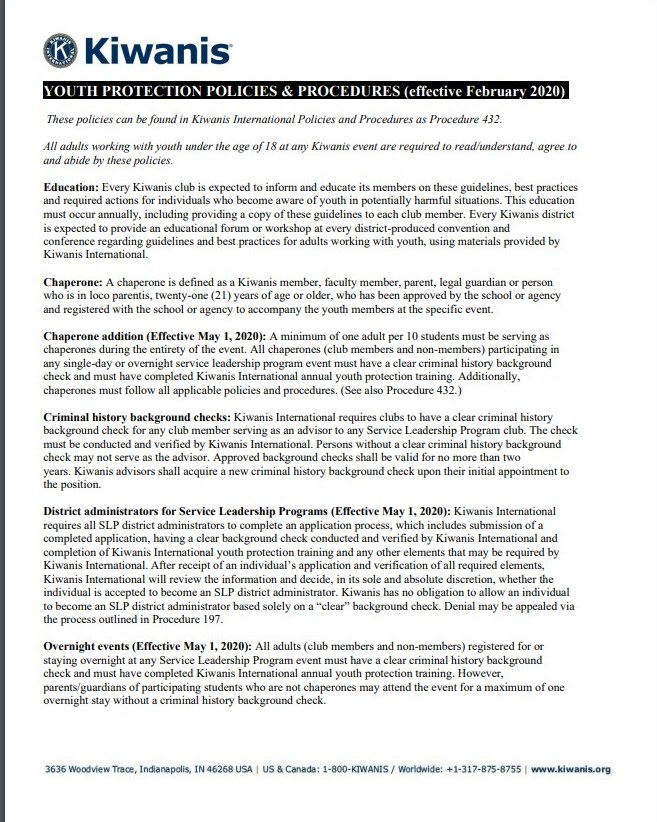 Kiwanis
YOUTH PROTECTION POLICIES & PROCEDURES (effective February 2020)
These policies can be found in Kiwanis International Policies and Procedures as Procedure 432.
All adults working with youth under the age of 18 at any Kiwanis event are required to read/understand, agree to
and abide by these policies.
Education: Every Kiwanis club is expected to inform and educate its members on these guidelines, best practices
and required actions for individuals who become aware of youth in potentially harmful situations. This education
must occur annually, including providing a copy of these guidelines to each club member. Every Kiwanis district
is expected to provide an educational forum or workshop at every district-produced convention and
conference regarding guidelines and best practices for adults working with youth, using materials provided by
Kiwanis International.
Chaperone: A chaperone is defined as a Kiwanis member, faculty member, parent, legal guardian or person
who is in loco parentis, twenty-one (21) years of age or older, who has been approved by the school or agency
and registered with the school or agency to accompany the youth members at the specific event.
Chaperone addition (Effective May 1, 2020): A minimum of one adult per 10 students must be serving as
chaperones during the entirety of the event. All chaperones (club members and non-members) participating in
any single-day or overnight service leadership program event must have a clear criminal history background
check and must have completed Kiwanis International annual youth protection training. Additionally,
chaperones must follow all applicable policies and procedures. (See also Procedure 432.)
Criminal history background checks: Kiwanis International requires clubs to have a clear criminal history
background check for any club member serving as an advisor to any Service Leadership Program club. The check
must be conducted and verified by Kiwanis International. Persons without a clear criminal history background
check may not serve as the advisor. Approved background checks shall be valid for no more than two
years. Kiwanis advisors shall acquire a new criminal history background check upon their initial appointment to
the position.
District administrators for Service Leadership Programs (Effective May 1, 2020): Kiwanis International
requires all SLP district administrators to complete an application process, which includes submission of a
completed application, having a clear background check conducted and verified by Kiwanis International and
completion of Kiwanis International youth protection training and any other elements that may be required by
Kiwanis International. After receipt of an individual's application and verification of all required elements,
Kiwanis International will review the information and decide, in its sole and absolute discretion, whether the
individual is accepted to become an SLP district administrator. Kiwanis has no obligation to allow an individual
to become an SLP district administrator based solely on a “clear” background check. Denial may be appealed via
the process outlined in Procedure 197.
Overnight events (Effective May 1, 2020): All adults (club members and non-members) registered for or
staying overnight at any Service Leadership Program event must have a clear criminal history background
check and must have completed Kiwanis International annual youth protection training. However,
parents/guardians of participating students who are not chaperones may attend the event for a maximum of one
overnight stay without a criminal history background check.
3636 Woodview Trace, Indianapolis, IN 46268 USA | US & Canada: 1-800-KIWANIS / Worldwide: +1-317-875-8755 | www.kiwanis.org